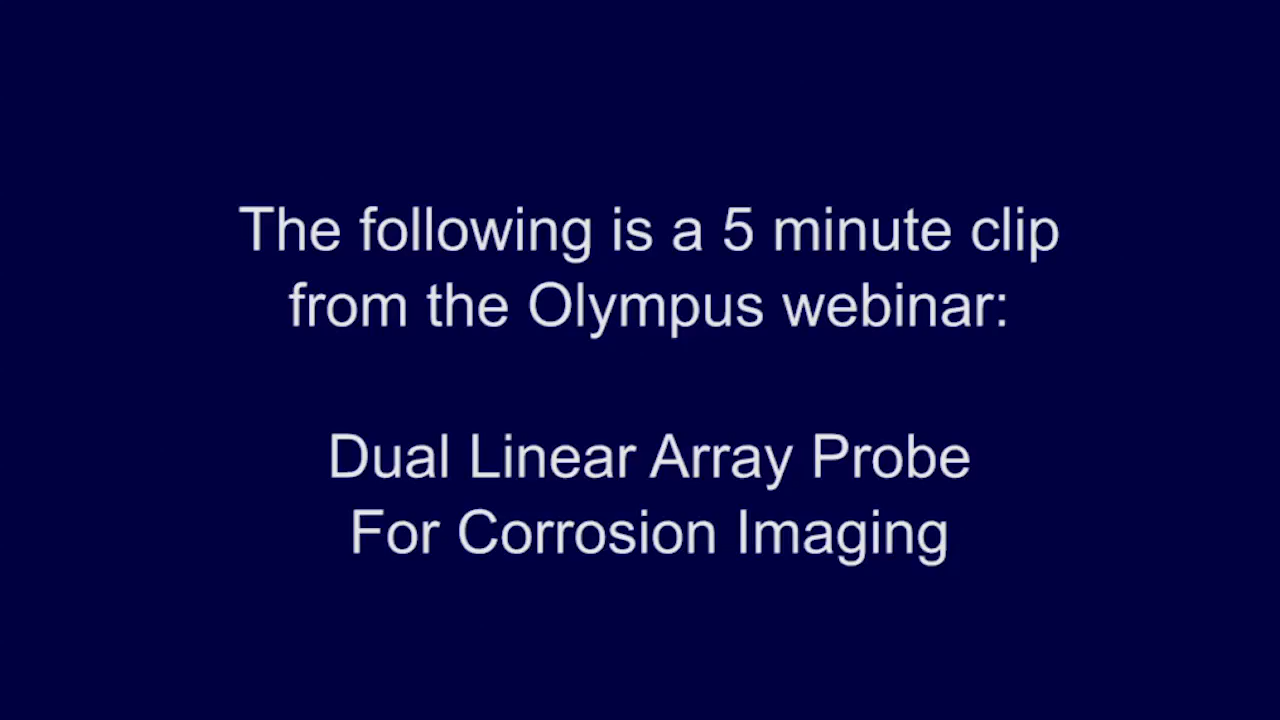 The following is a 5 minute clip
from the Olympus webinar:
Dual Linear Array Probe
For Corrosion Imaging